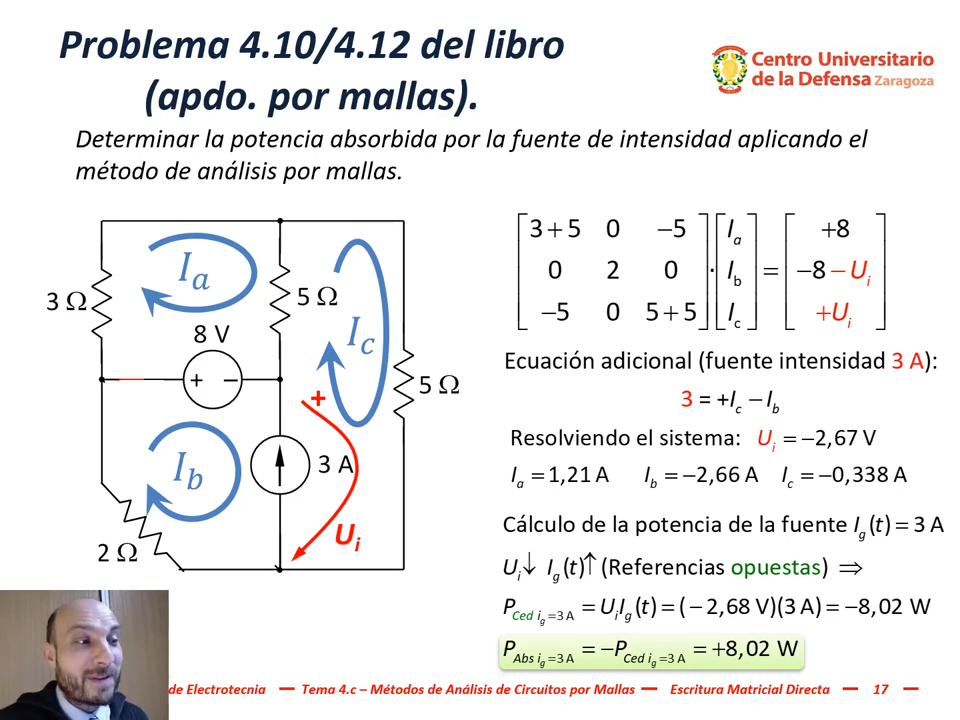 Problema 4.10/4.12 del libro
(apdo. por mallas).
Centro Universitario
de la Defensa Zaragoza
Determinar la potencia absorbida por la fuente de intensidad aplicando el
método de análisis por mallas.
3 + 5 0 −5 I_a +8
0 2 0 · I_b = −8 − U_i
−5 0 5 + 5 I_c +U_i
I_a
3 Ω
5 Ω
I_c
8 V
+ −
5 Ω
+
I_b
3 A
U_i
2 Ω
Ecuación adicional (fuente intensidad 3 A):
3 = +I_c − I_b
Resolviendo el sistema: U_i = −2,67 V
I_a = 1,21 A I_b = −2,66 A I_c = −0,338 A
Cálculo de la potencia de la fuente I_g(t) = 3 A
U_i↓ I_g(t)↑ (Referencias opuestas) ⇒
P_Ced i_g=3 A = U_i I_g(t) = (−2,68 V)(3 A) = −8,02 W
P_Abs i_g=3 A = −P_Ced i_g=3 A = +8,02 W
de Electrotecnia — Tema 4.c – Métodos de Análisis de Circuitos por Mallas — Escritura Matricial Directa — 17 —